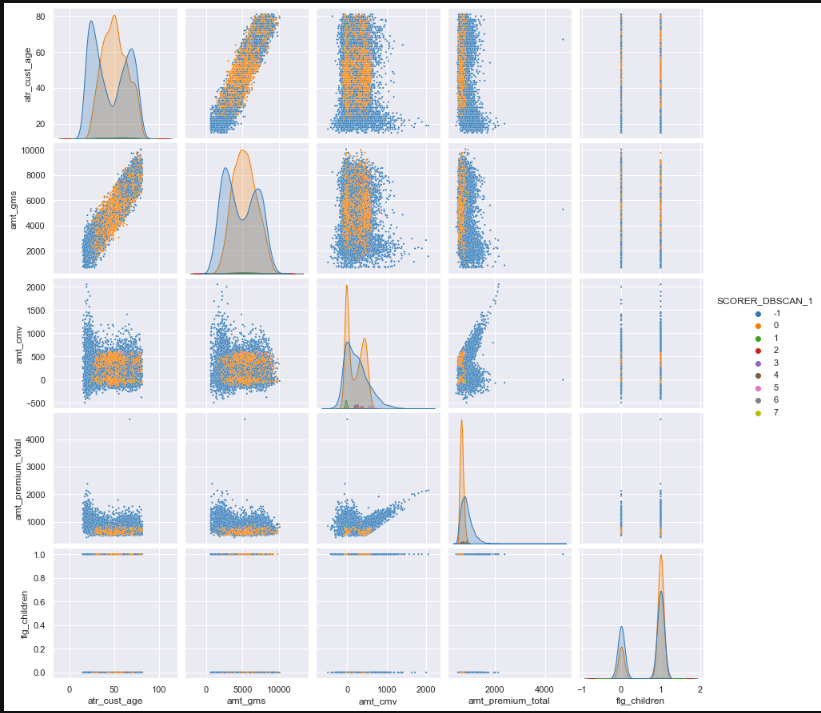 80
60
40
20
atr_cust_age
10000
8000
6000
4000
2000
amt_gms
2000
1500
1000
500
0
−500
amt_cmv
SCORER_DBSCAN_1
-1
0
1
2
3
4
5
6
7
4000
3000
2000
1000
amt_premium_total
1.0
0.8
0.6
0.4
0.2
0.0
flg_children
0 50 100
atr_cust_age
0 5000 10000
amt_gms
0 1000 2000
amt_cmv
2000 4000
amt_premium_total
−1 0 1 2
flg_children